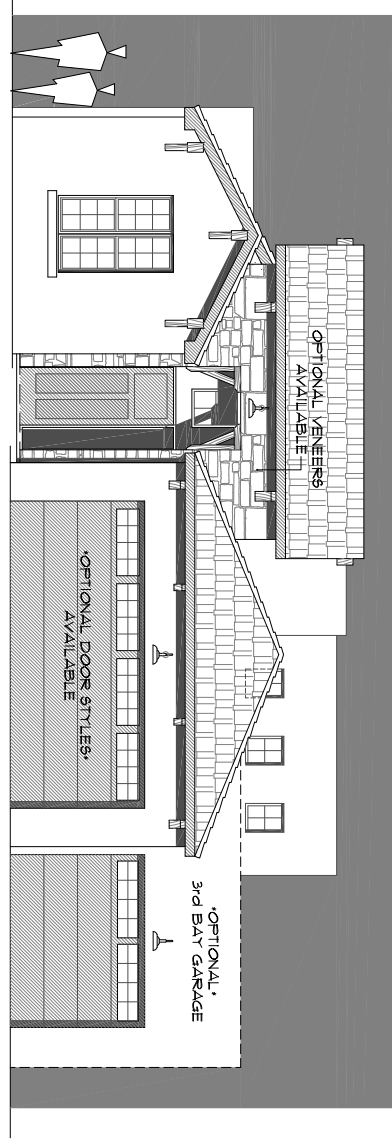 OPTIONAL VENEERS
AVAILABLE
*OPTIONAL DOOR STYLES*
AVAILABLE
*OPTIONAL*
3rd BAY GARAGE